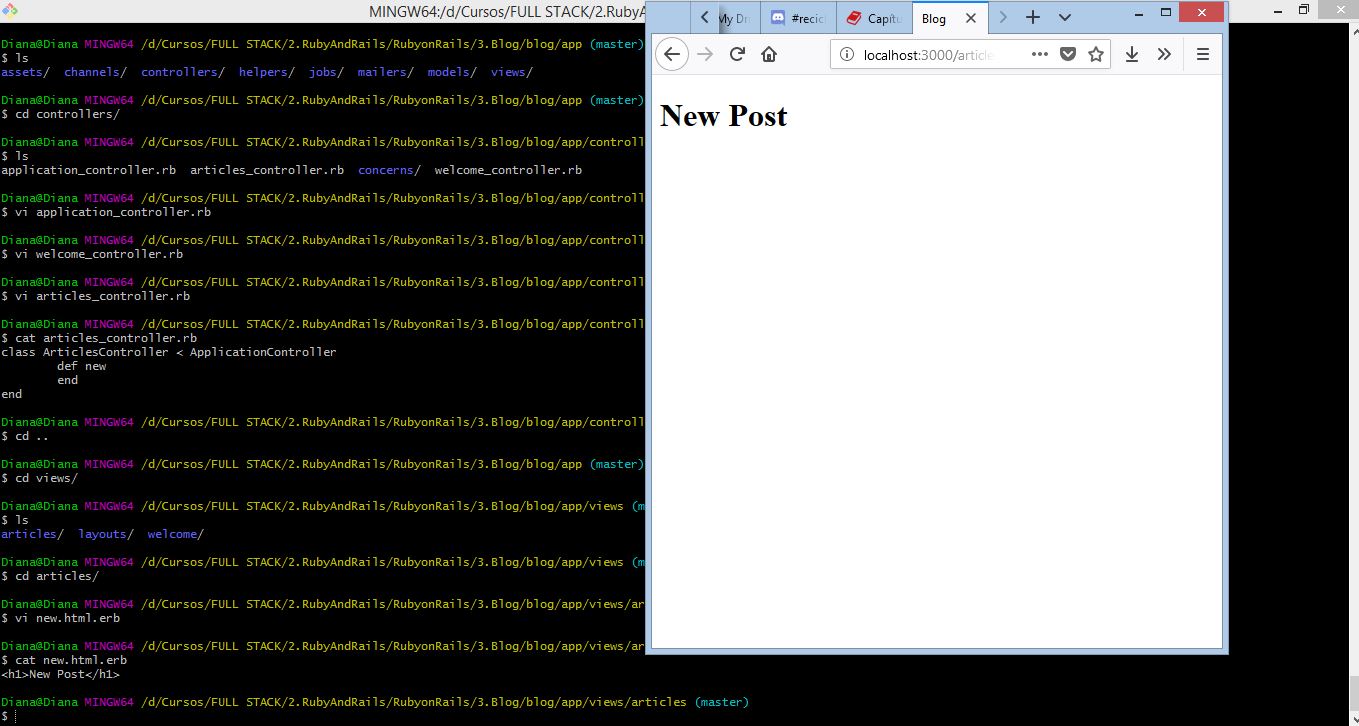 MINGW64:/d/Cursos/FULL STACK/2.RubyA
Diana@Diana MINGW64 /d/Cursos/FULL STACK/2.RubyAndRails/RubyonRails/3.Blog/blog/app (master)
$ ls
assets/  channels/  controllers/  helpers/  jobs/  mailers/  models/  views/
Diana@Diana MINGW64 /d/Cursos/FULL STACK/2.RubyAndRails/RubyonRails/3.Blog/blog/app (master)
$ cd controllers/
Diana@Diana MINGW64 /d/Cursos/FULL STACK/2.RubyAndRails/RubyonRails/3.Blog/blog/app/controll
$ ls
application_controller.rb  articles_controller.rb  concerns/  welcome_controller.rb
Diana@Diana MINGW64 /d/Cursos/FULL STACK/2.RubyAndRails/RubyonRails/3.Blog/blog/app/controll
$ vi application_controller.rb
Diana@Diana MINGW64 /d/Cursos/FULL STACK/2.RubyAndRails/RubyonRails/3.Blog/blog/app/controll
$ vi welcome_controller.rb
Diana@Diana MINGW64 /d/Cursos/FULL STACK/2.RubyAndRails/RubyonRails/3.Blog/blog/app/controll
$ vi articles_controller.rb
Diana@Diana MINGW64 /d/Cursos/FULL STACK/2.RubyAndRails/RubyonRails/3.Blog/blog/app/controll
$ cat articles_controller.rb
class ArticlesController < ApplicationController
        def new
        end
end
Diana@Diana MINGW64 /d/Cursos/FULL STACK/2.RubyAndRails/RubyonRails/3.Blog/blog/app/controll
$ cd ..
Diana@Diana MINGW64 /d/Cursos/FULL STACK/2.RubyAndRails/RubyonRails/3.Blog/blog/app (master)
$ cd views/
Diana@Diana MINGW64 /d/Cursos/FULL STACK/2.RubyAndRails/RubyonRails/3.Blog/blog/app/views (m
$ ls
articles/  layouts/  welcome/
Diana@Diana MINGW64 /d/Cursos/FULL STACK/2.RubyAndRails/RubyonRails/3.Blog/blog/app/views (m
$ cd articles/
Diana@Diana MINGW64 /d/Cursos/FULL STACK/2.RubyAndRails/RubyonRails/3.Blog/blog/app/views/ar
$ vi new.html.erb
Diana@Diana MINGW64 /d/Cursos/FULL STACK/2.RubyAndRails/RubyonRails/3.Blog/blog/app/views/ar
$ cat new.html.erb
<h1>New Post</h1>
Diana@Diana MINGW64 /d/Cursos/FULL STACK/2.RubyAndRails/RubyonRails/3.Blog/blog/app/views/articles (master)
$
My Dr #recic Capítu Blog
localhost:3000/article
New Post